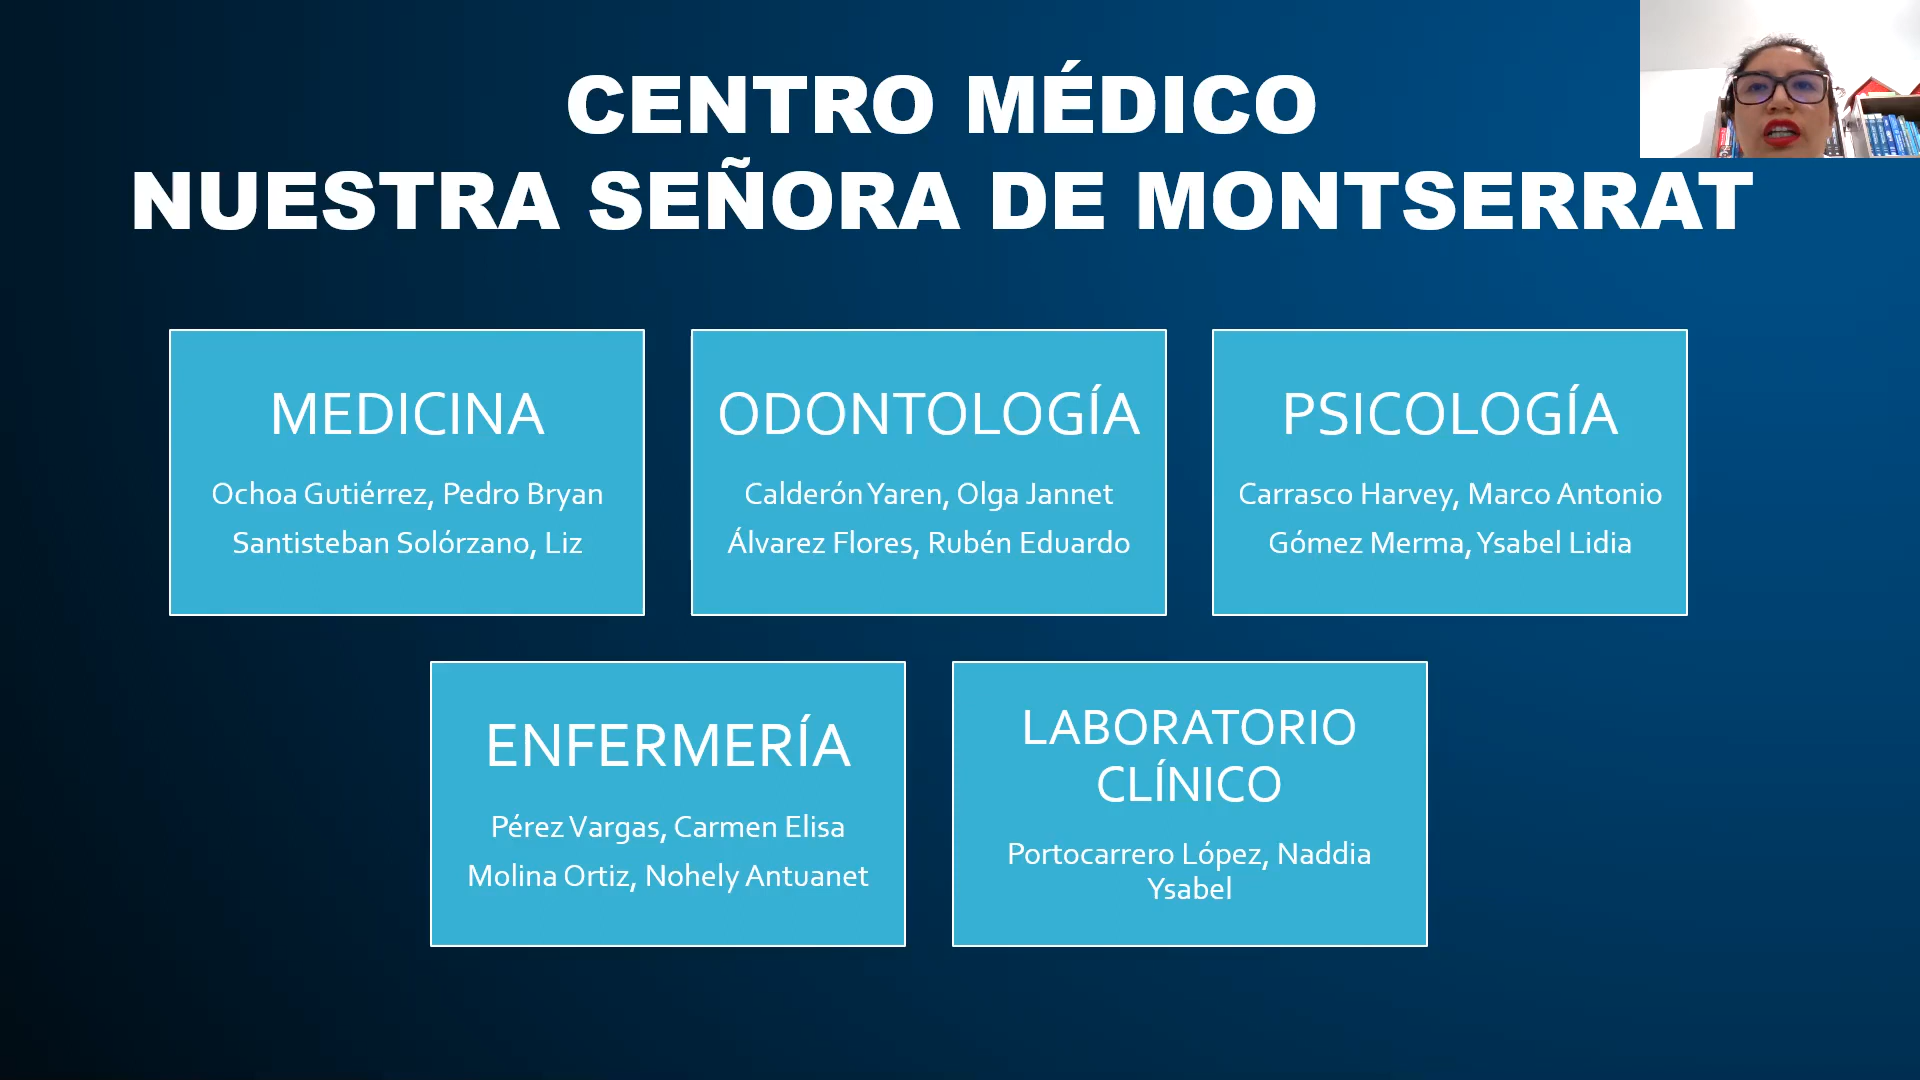 CENTRO MÉDICO
NUESTRA SEÑORA DE MONTSERRAT
MEDICINA
Ochoa Gutiérrez, Pedro Bryan
Santisteban Solórzano, Liz
ODONTOLOGÍA
Calderón Yaren, Olga Jannet
Álvarez Flores, Rubén Eduardo
PSICOLOGÍA
Carrasco Harvey, Marco Antonio
Gómez Merma, Ysabel Lidia
ENFERMERÍA
Pérez Vargas, Carmen Elisa
Molina Ortiz, Nohely Antuanet
LABORATORIO
CLÍNICO
Portocarrero López, Naddia
Ysabel